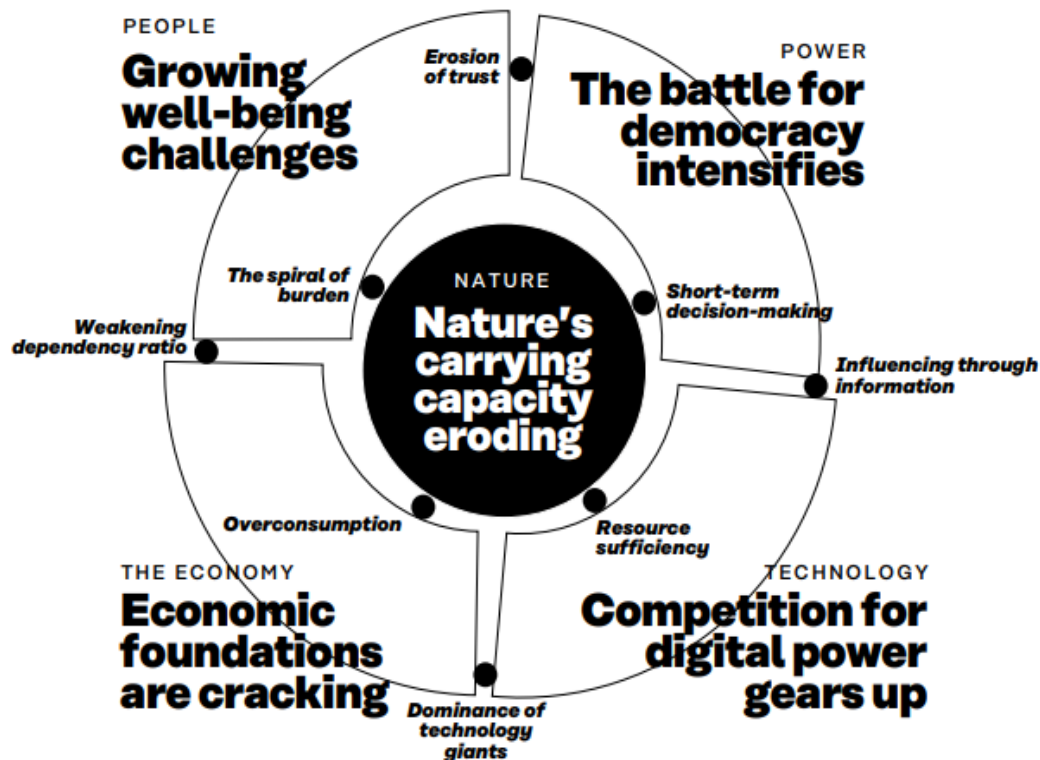 PEOPLE
Growing
well-being
challenges
Erosion
of trust
POWER
The battle for
democracy
intensifies
The spiral of
burden
Weakening
dependency ratio
NATURE
Nature's
carrying
capacity
eroding
Short-term
decision-making
Influencing through
information
Overconsumption
Resource
sufficiency
THE ECONOMY
Economic
foundations
are cracking
Dominance of
technology
giants
TECHNOLOGY
Competition for
digital power
gears up